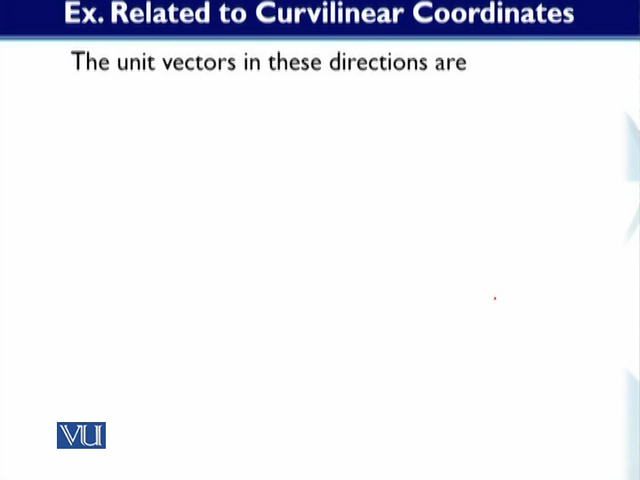 Ex. Related to Curvilinear Coordinates
The unit vectors in these directions are
VU